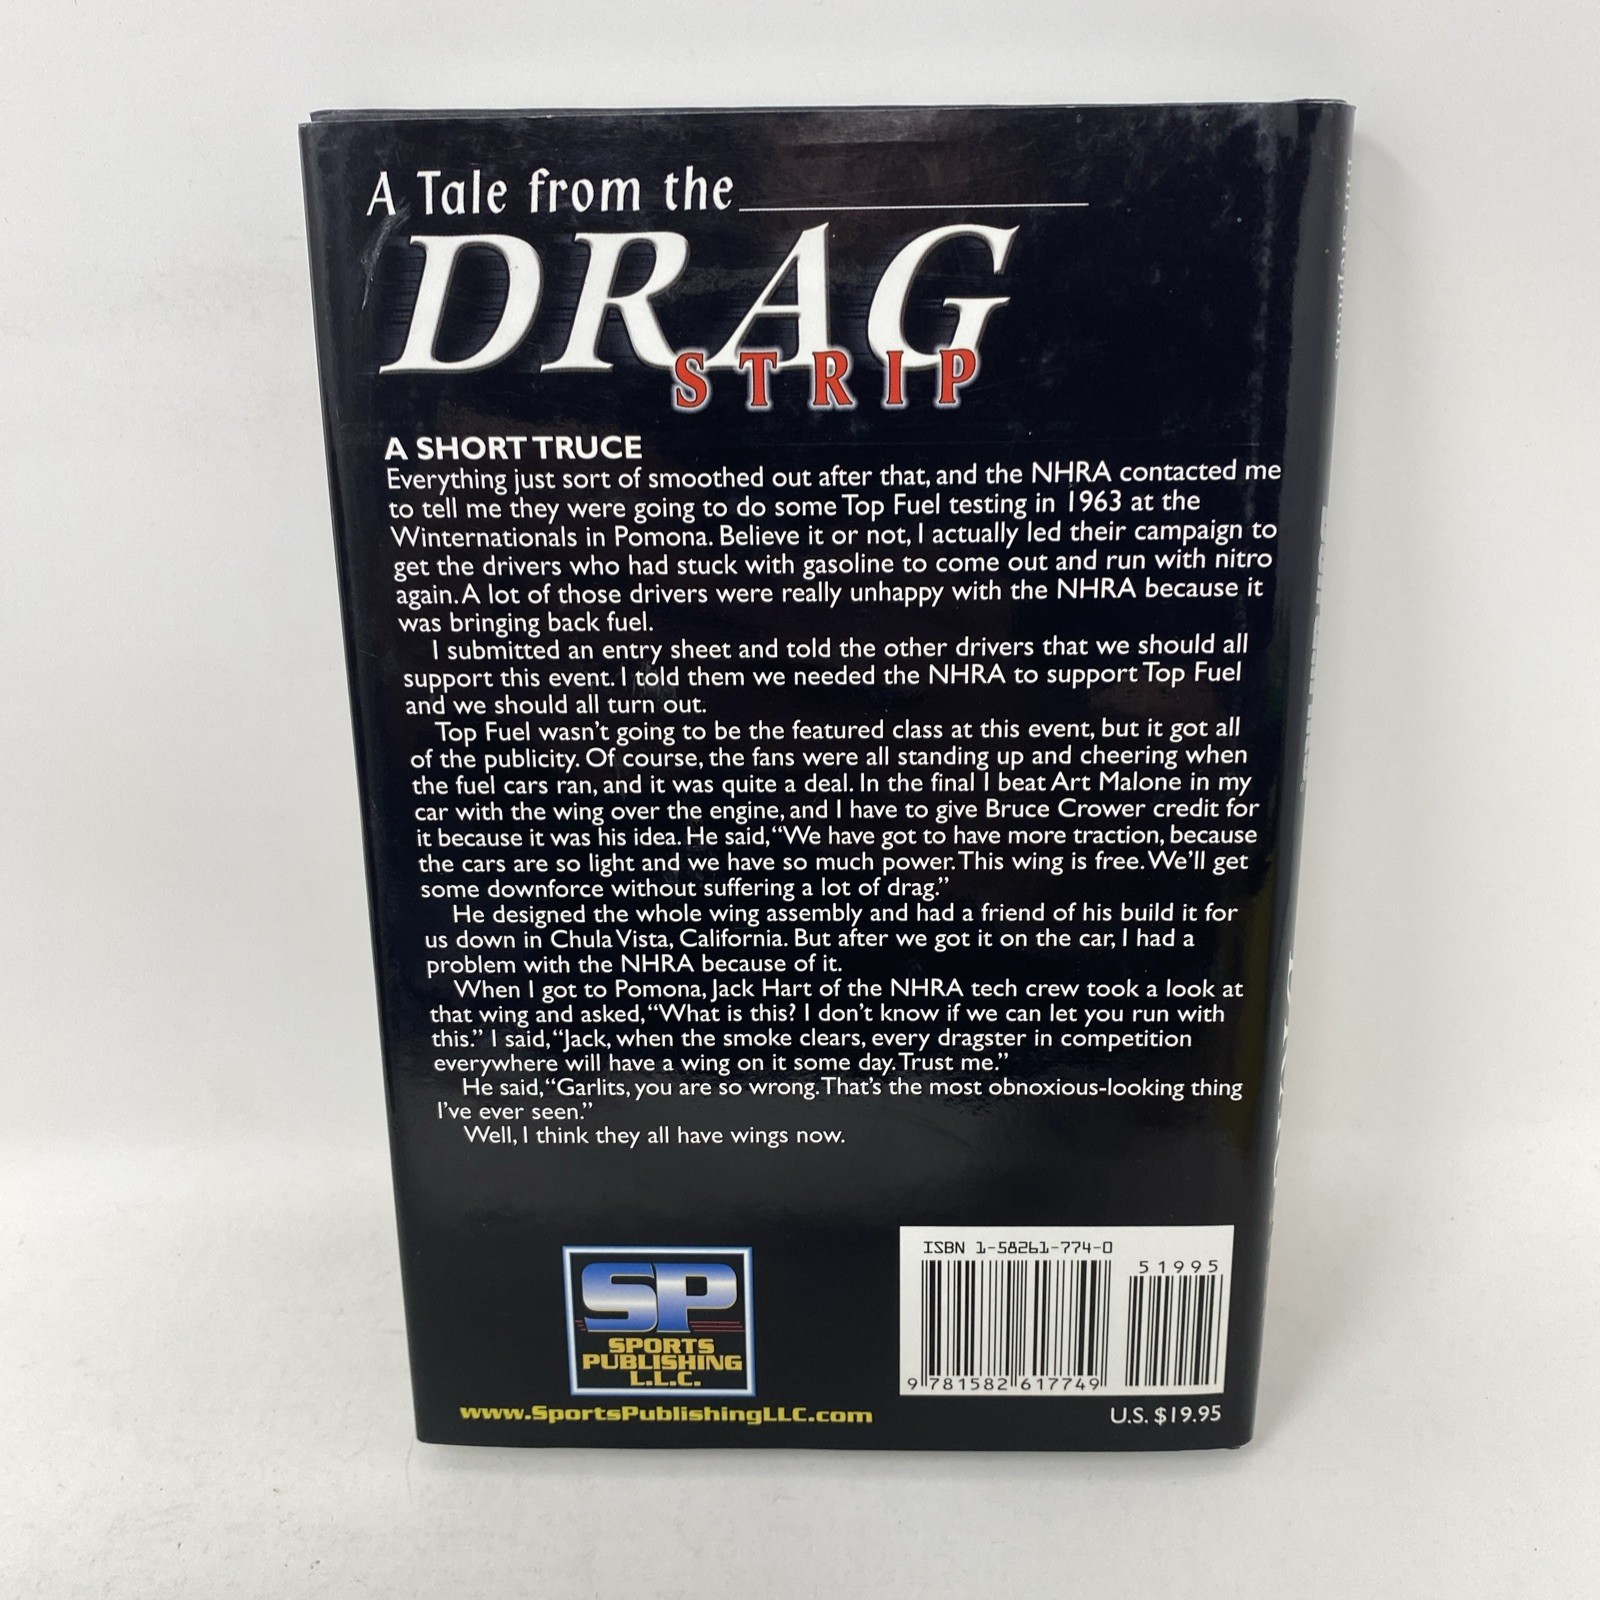 A Tale from the
DRAG
STRIP
A SHORT TRUCE
Everything just sort of smoothed out after that, and the NHRA contacted me
to tell me they were going to do some Top Fuel testing in 1963 at the
Winternationals in Pomona. Believe it or not, I actually led their campaign to
get the drivers who had stuck with gasoline to come out and run with nitro
again. A lot of those drivers were really unhappy with the NHRA because it
was bringing back fuel.
I submitted an entry sheet and told the other drivers that we should all
support this event. I told them we needed the NHRA to support Top Fuel
and we should all turn out.
Top Fuel wasn't going to be the featured class at this event, but it got all
of the publicity. Of course, the fans were all standing up and cheering when
the fuel cars ran, and it was quite a deal. In the final I beat Art Malone in my
car with the wing over the engine, and I have to give Bruce Crower credit for
it because it was his idea. He said, "We have got to have more traction, because
the cars are so light and we have so much power. This wing is free. We'll get
some downforce without suffering a lot of drag."
He designed the whole wing assembly and had a friend of his build it for
us down in Chula Vista, California. But after we got it on the car, I had a
problem with the NHRA because of it.
When I got to Pomona, Jack Hart of the NHRA tech crew took a look at
that wing and asked, "What is this? I don't know if we can let you run with
this." I said, "Jack, when the smoke clears, every dragster in competition
everywhere will have a wing on it some day. Trust me."
He said, "Garlits, you are so wrong. That's the most obnoxious-looking thing
I've ever seen."
Well, I think they all have wings now.
SP
SPORTS
PUBLISHING
L.L.C.
www.SportsPublishingLLC.com
ISBN 1-58261-774-0
51995
9 781582 617749
U.S. $19.95